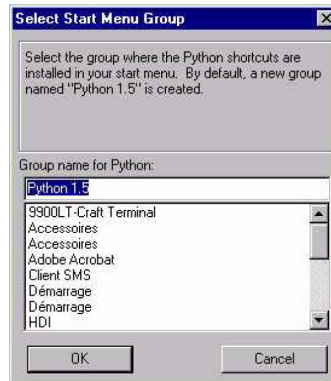 Select Start Menu Group
Select the group where the Python shortcuts are
installed in your start menu. By default, a new group
named "Python 1.5" is created.
Group name for Python:
Python 1.5
9900LT-Craft Terminal
Accessoires
Accessoires
Adobe Acrobat
Client SMS
Démarrage
Démarrage
HDI
OK
Cancel